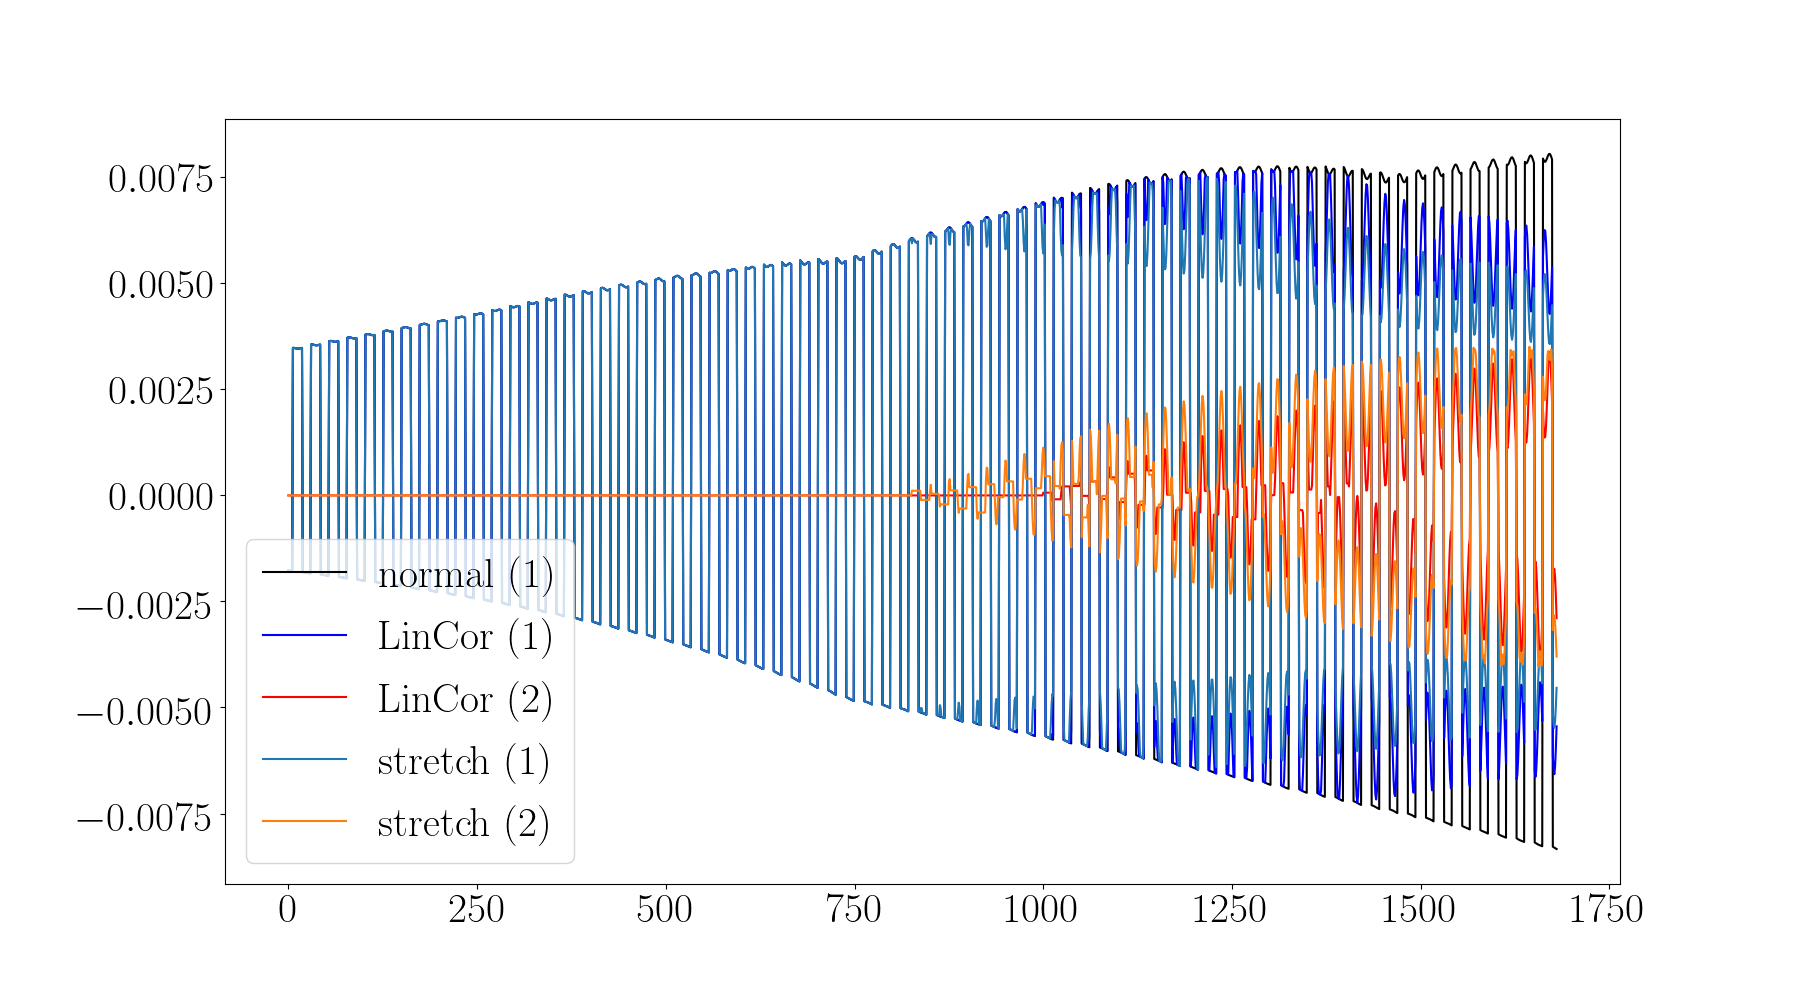 0.0075
0.0050
0.0025
0.0000
−0.0025
−0.0050
−0.0075
normal (1)
LinCor (1)
LinCor (2)
stretch (1)
stretch (2)
0 250 500 750 1000 1250 1500 1750